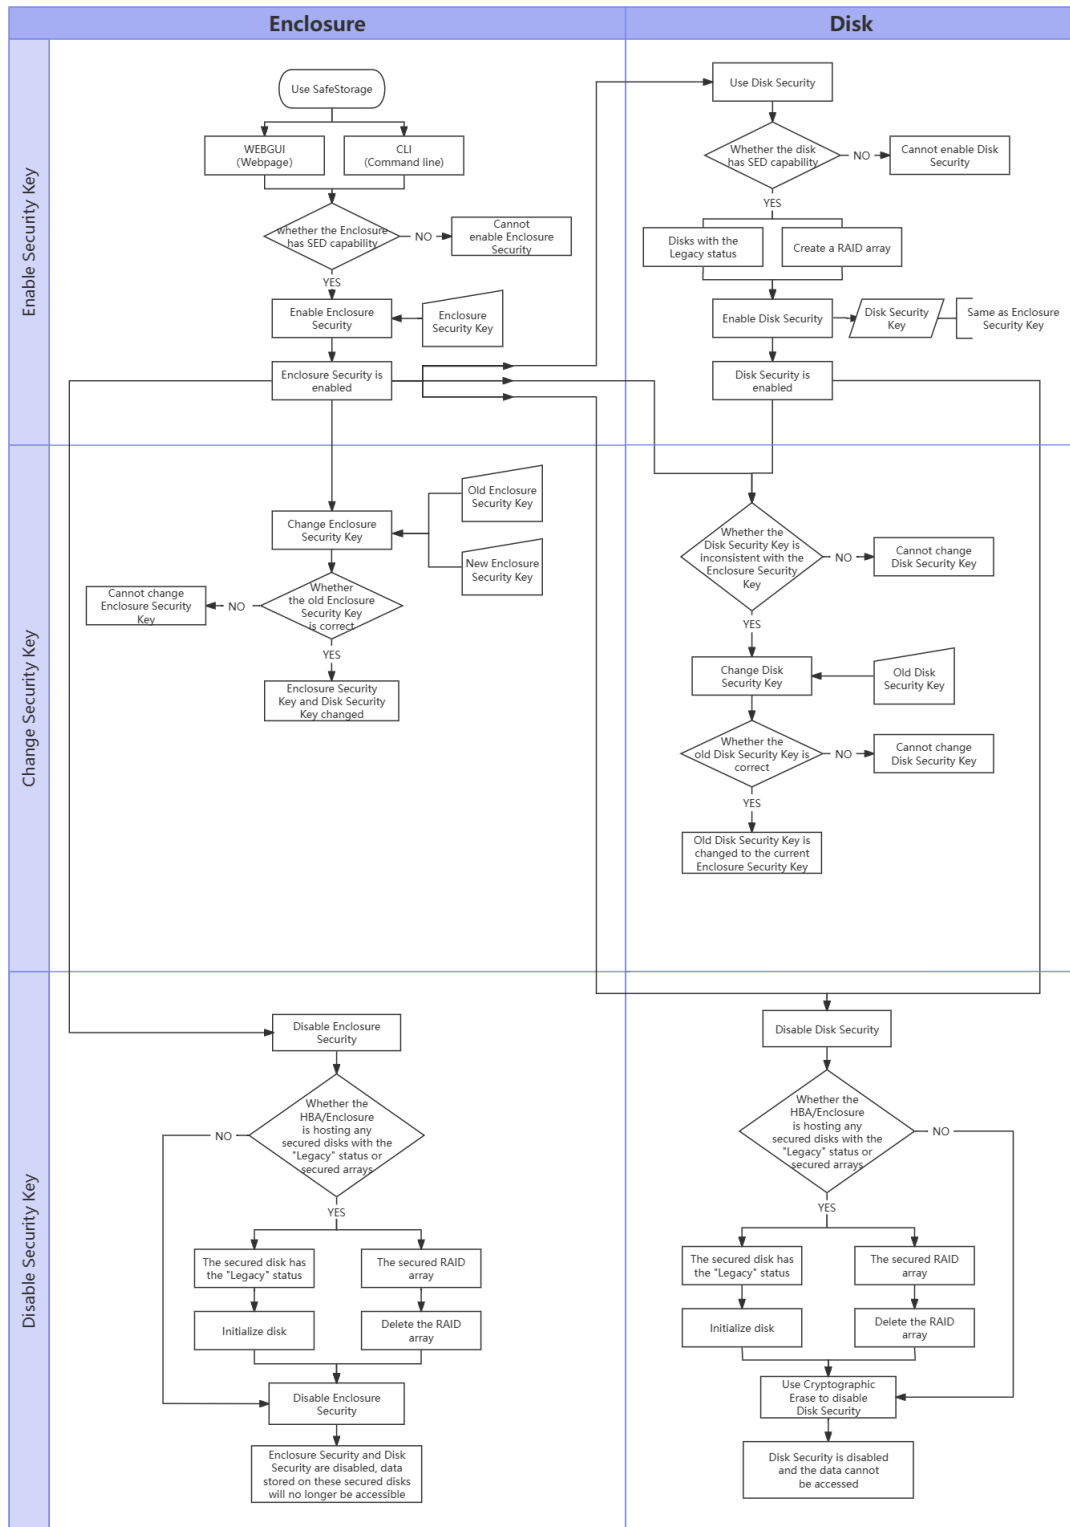 Enclosure
Disk
Enable Security Key
Use SafeStorage
WEBGUI
(Webpage)
CLI
(Command line)
whether the Enclosure
has SED capability
NO
Cannot
enable Enclosure
Security
YES
Enable Enclosure
Security
Enclosure
Security Key
Enclosure Security is
enabled
Use Disk Security
Whether the disk
has SED capability
NO
Cannot enable Disk
Security
YES
Disks with the
Legacy status
Create a RAID array
Enable Disk Security
Disk Security
Key
Same as Enclosure
Security Key
Disk Security is
enabled
Change Security Key
Old Enclosure
Security Key
Change Enclosure
Security Key
New Enclosure
Security Key
Whether
the old Enclosure
Security Key
is correct
NO
Cannot change
Enclosure Security
Key
YES
Enclosure Security
Key and Disk Security
Key changed
Whether the
Disk Security Key is
inconsistent with the
Enclosure Security
Key
NO
Cannot change
Disk Security Key
YES
Change Disk
Security Key
Old Disk
Security Key
Whether the
old Disk Security Key is
correct
NO
Cannot change
Disk Security Key
YES
Old Disk Security Key is
changed to the current
Enclosure Security Key
Disable Security Key
Disable Enclosure
Security
Whether the
HBA/Enclosure
is hosting any
secured disks with the
"Legacy" status or
secured arrays
NO
YES
The secured disk has
the "Legacy" status
The secured RAID
array
Initialize disk
Delete the RAID
array
Disable Enclosure
Security
Enclosure Security and Disk
Security are disabled, data
stored on these secured disks
will no longer be accessible
Disable Disk Security
Whether the
HBA/Enclosure
is hosting any
secured disks with the
"Legacy" status or
secured arrays
NO
YES
The secured disk has
the "Legacy" status
The secured RAID
array
Initialize disk
Delete the RAID
array
Use Cryptographic
Erase to disable
Disk Security
Disk Security is disabled
and the data cannot
be accessed